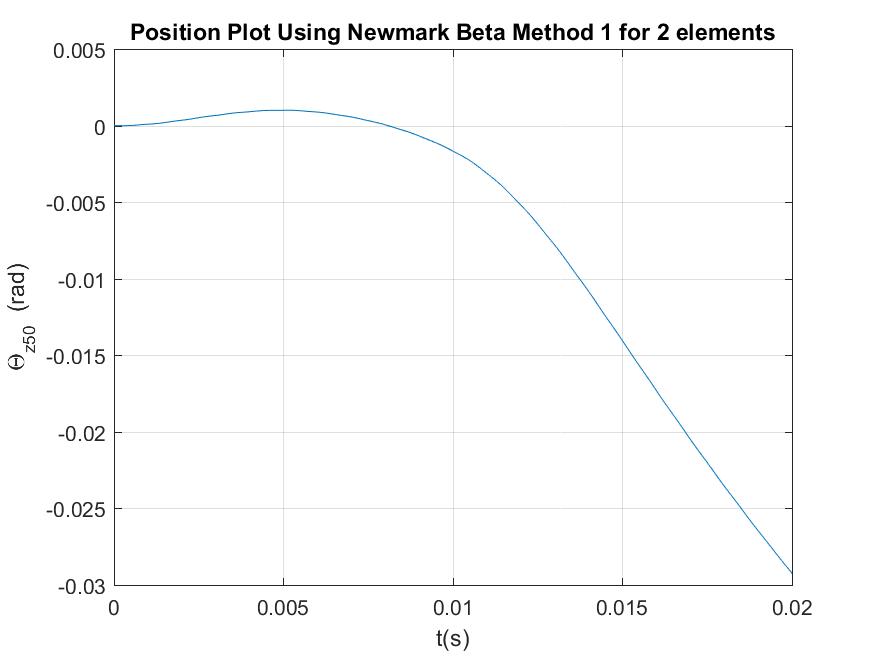 Position Plot Using Newmark Beta Method 1 for 2 elements
0.005
0
-0.005
-0.01
-0.015
-0.02
-0.025
-0.03
Θz50 (rad)
0 0.005 0.01 0.015 0.02
t(s)